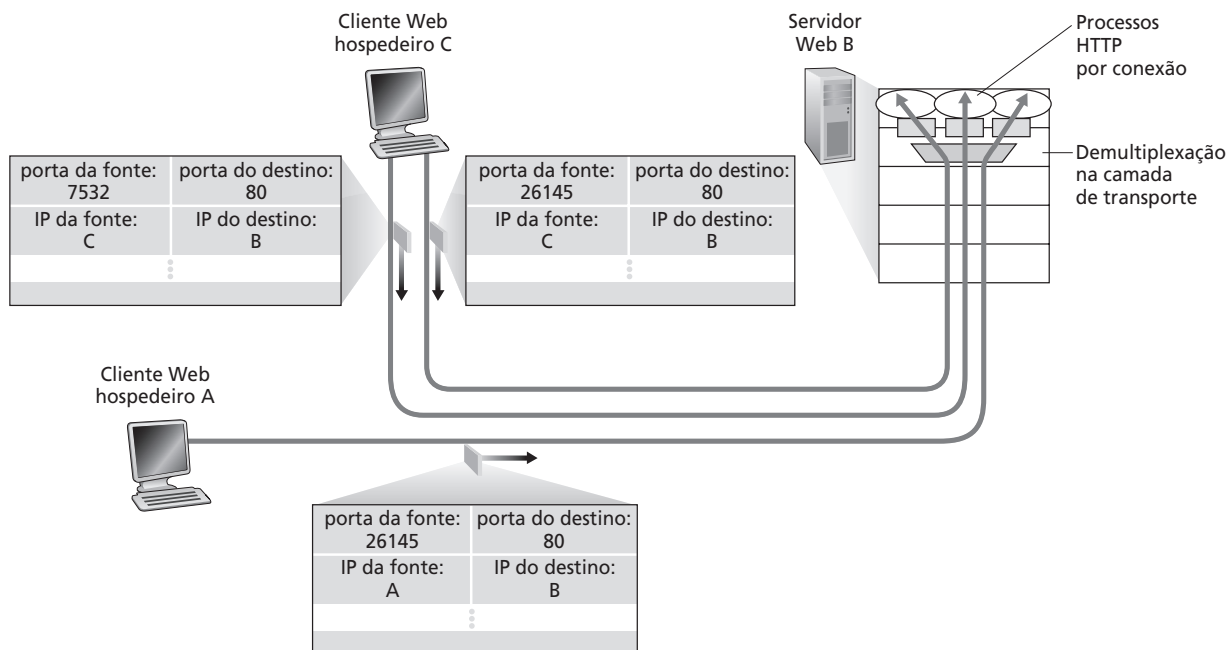 Cliente Web
hospedeiro C
Servidor
Web B
Processos
HTTP
por conexão
Demultiplexação
na camada
de transporte
porta da fonte:
7532
porta do destino:
80
IP da fonte:
C
IP do destino:
B
porta da fonte:
26145
porta do destino:
80
IP da fonte:
C
IP do destino:
B
Cliente Web
hospedeiro A
porta da fonte:
26145
porta do destino:
80
IP da fonte:
A
IP do destino:
B